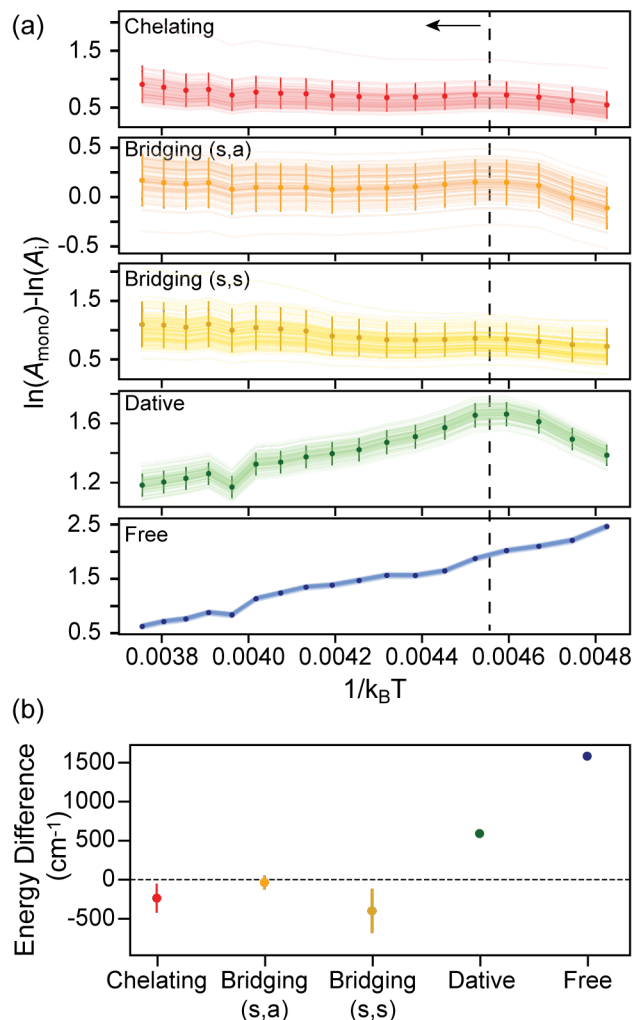 (a)
Chelating
1.5
0.5
Bridging (s,a)
0.5
0.0
-0.5
Bridging (s,s)
1.5
0.5
Dative
1.6
1.2
Free
2.5
1.5
0.5
ln(Amono)-ln(Ai)
0.0038 0.0040 0.0042 0.0044 0.0046 0.0048
1/kBT
(b)
1500
1000
500
0
-500
Energy Difference
(cm-1)
Chelating Bridging Bridging Dative Free
(s,a) (s,s)